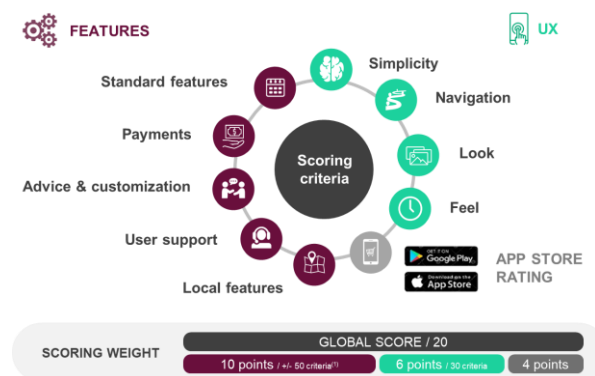 FEATURES
UX
Simplicity
Standard features
Navigation
Payments
Scoring
criteria
Look
Advice & customization
Feel
User support
Local features
GET IT ON
Google Play
Download on the
App Store
APP STORE
RATING
SCORING WEIGHT
GLOBAL SCORE / 20
10 points / +/- 50 criteria(1)
6 points / 30 criteria
4 points